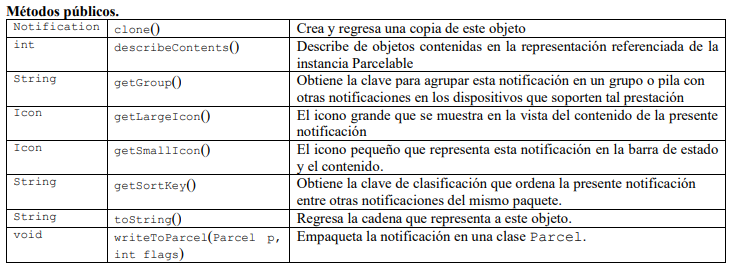 Métodos públicos.
Notification clone() Crea y regresa una copia de este objeto
int describeContents() Describe de objetos contenidas en la representación referenciada de la
instancia Parcelable
String getGroup() Obtiene la clave para agrupar esta notificación en un grupo o pila con
otras notificaciones en los dispositivos que soporten tal prestación
Icon getLargeIcon() El icono grande que se muestra en la vista del contenido de la presente
notificación
Icon getSmallIcon() El icono pequeño que representa esta notificación en la barra de estado
y el contenido.
String getSortKey() Obtiene la clave de clasificación que ordena la presente notificación
entre otras notificaciones del mismo paquete.
String toString() Regresa la cadena que representa a este objeto.
void writeToParcel(Parcel p, Empaqueta la notificación en una clase Parcel.
int flags)